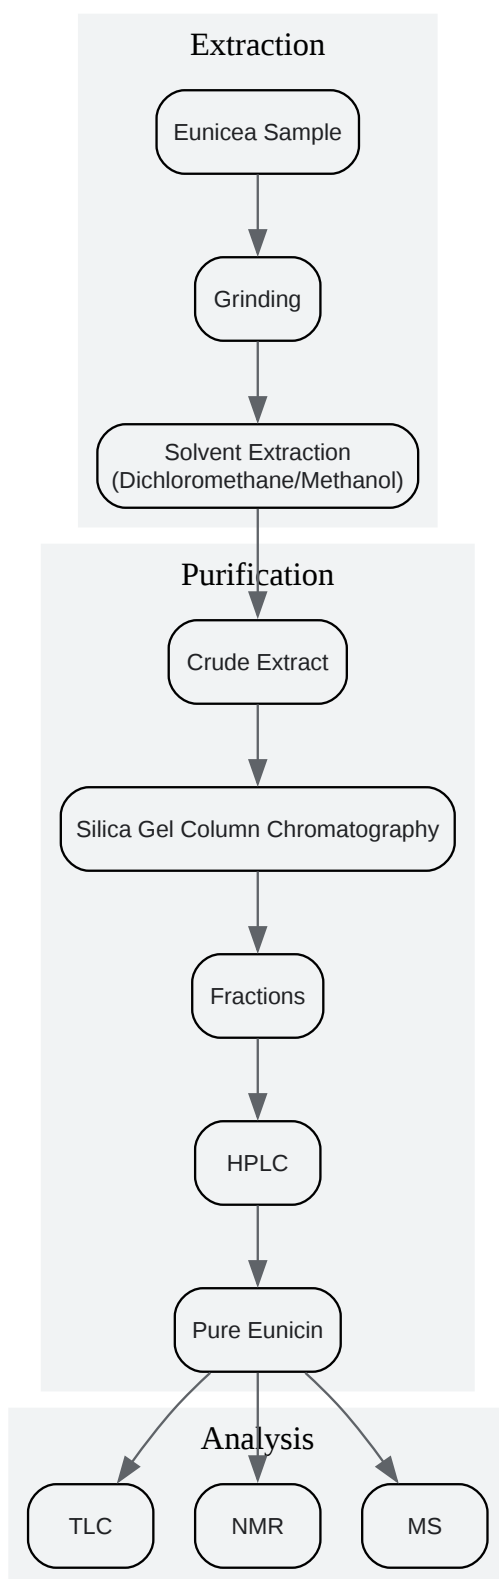 Extraction
Eunicea Sample
Grinding
Solvent Extraction
(Dichloromethane/Methanol)
Purification
Crude Extract
Silica Gel Column Chromatography
Fractions
HPLC
Pure Eunicin
Analysis
TLC
NMR
MS